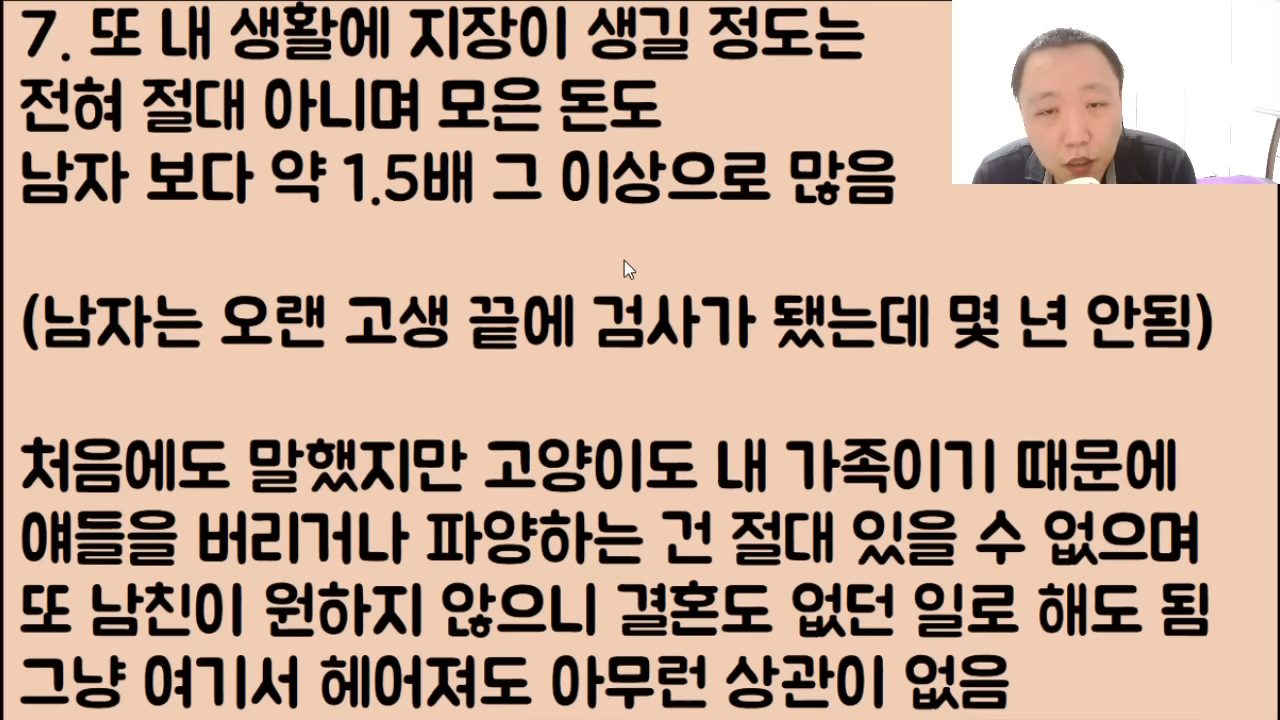 7. 또 내 생활에 지장이 생길 정도는
전혀 절대 아니며 모은 돈도
남자 보다 약 1.5배 그 이상으로 많음
(남자는 오랜 고생 끝에 검사가 됐는데 몇 년 안됨)
처음에도 말했지만 고양이도 내 가족이기 때문에
얘들을 버리거나 파양하는 건 절대 있을 수 없으며
또 남친이 원하지 않으니 결혼도 없던 일로 해도 됨
그냥 여기서 헤어져도 아무런 상관이 없음